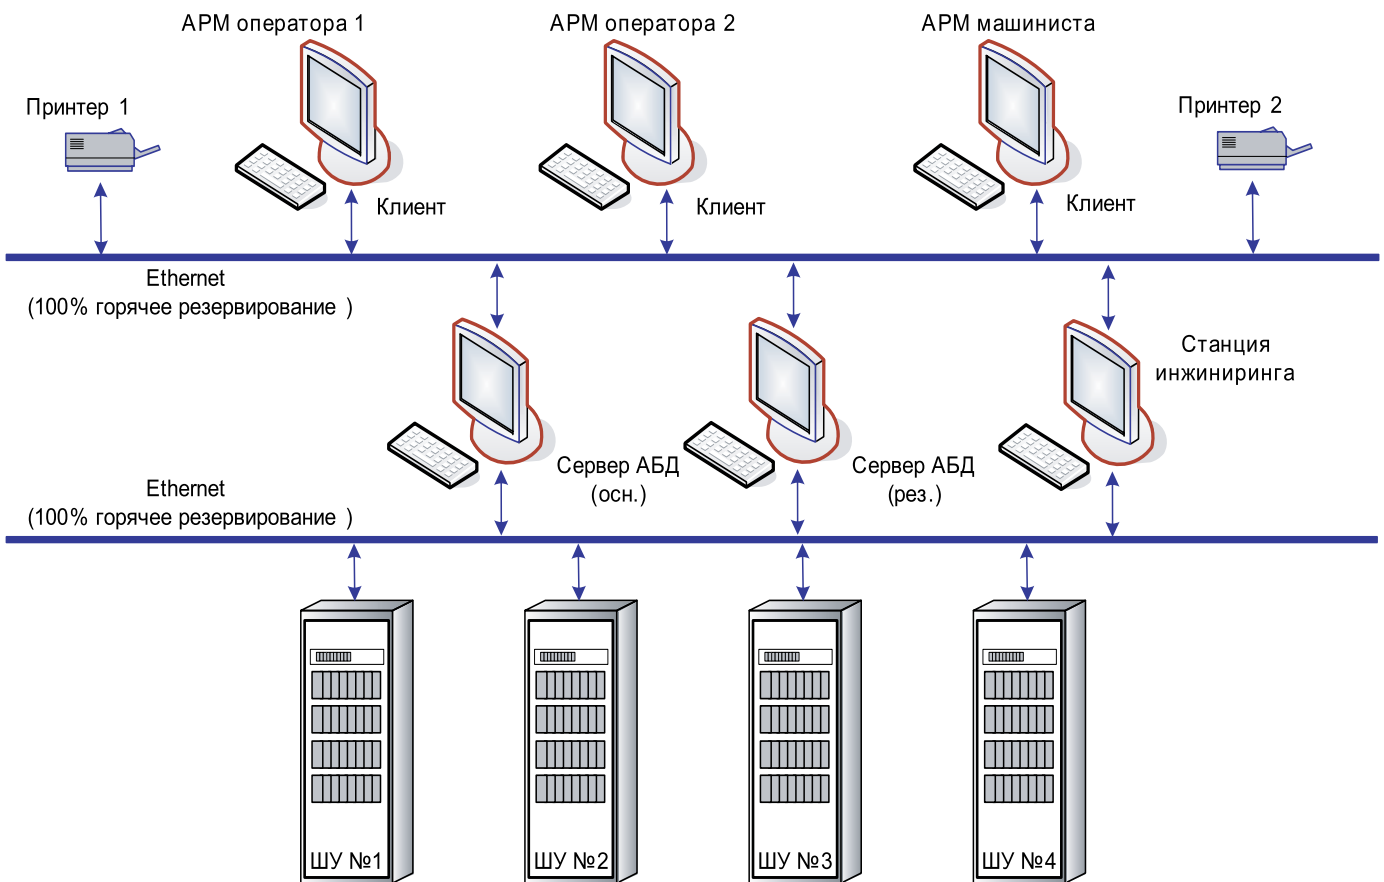 АРМ оператора 1
АРМ оператора 2
АРМ машиниста
Принтер 1
Принтер 2
Клиент
Клиент
Клиент
Ethernet
(100% горячее резервирование )
Станция
инжиниринга
Сервер АБД
(осн.)
Сервер АБД
(рез.)
Ethernet
(100% горячее резервирование )
ШУ №1
ШУ №2
ШУ №3
ШУ №4